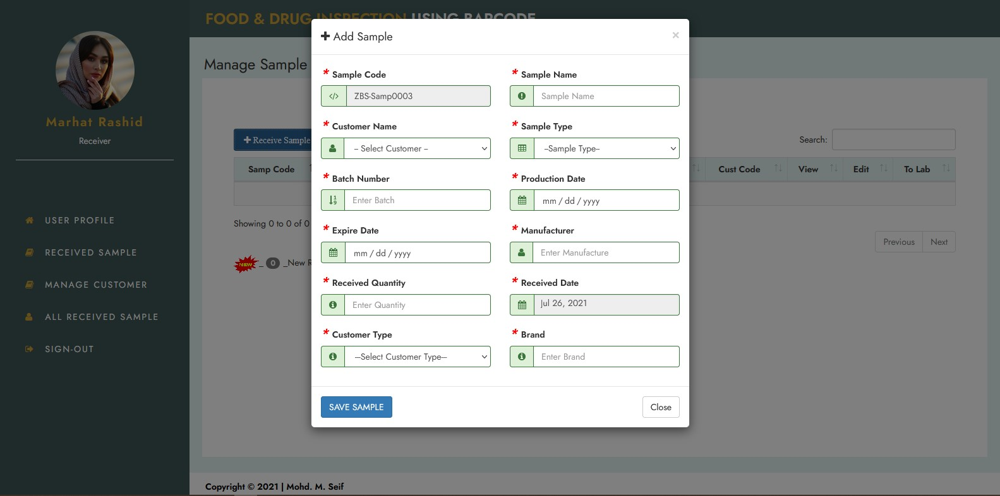 FOOD & DRUG INSPECTION USING BARCODE
Marhat Rashid
Receiver
USER PROFILE
RECEIVED SAMPLE
MANAGE CUSTOMER
ALL RECEIVED SAMPLE
SIGN-OUT
Manage Sample
Receive Sample
Search:
Samp Code
Cust Code
View
Edit
To Lab
Showing 0 to 0 of 0
Previous
Next
NEW _ 0 _New R
Add Sample ×
* Sample Code
ZBS-Samp0003
* Sample Name
Sample Name
* Customer Name
-- Select Customer --
* Sample Type
--Sample Type--
* Batch Number
Enter Batch
* Production Date
mm / dd / yyyy
* Expire Date
mm / dd / yyyy
* Manufacturer
Enter Manufacture
* Received Quantity
Enter Quantity
* Received Date
Jul 26, 2021
* Customer Type
---Select Customer Type---
* Brand
Enter Brand
SAVE SAMPLE
Close
Copyright © 2021 | Mohd. M. Seif